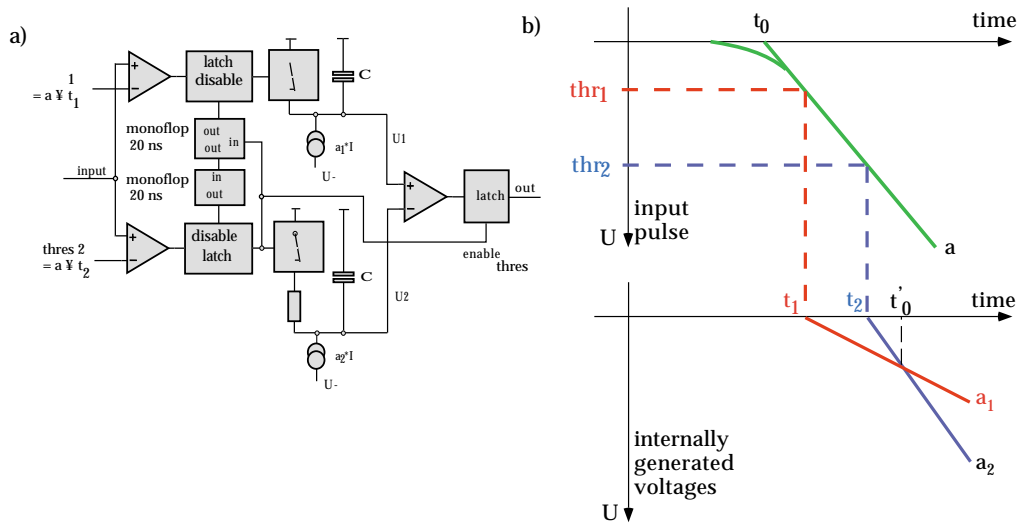 a)
latch
disable
C
1
= a ¥ t1
monoflop
20 ns
out
out
in
a1*I
U-
U1
input
monoflop
20 ns
in
out
out
latch
thres 2
= a ¥ t2
disable
latch
C
enable
thres
U2
a2*I
U-
b)
t0
time
thr1
thr2
U
input
pulse
a
t1
t2
t'0
time
a1
internally
generated
voltages
a2
U